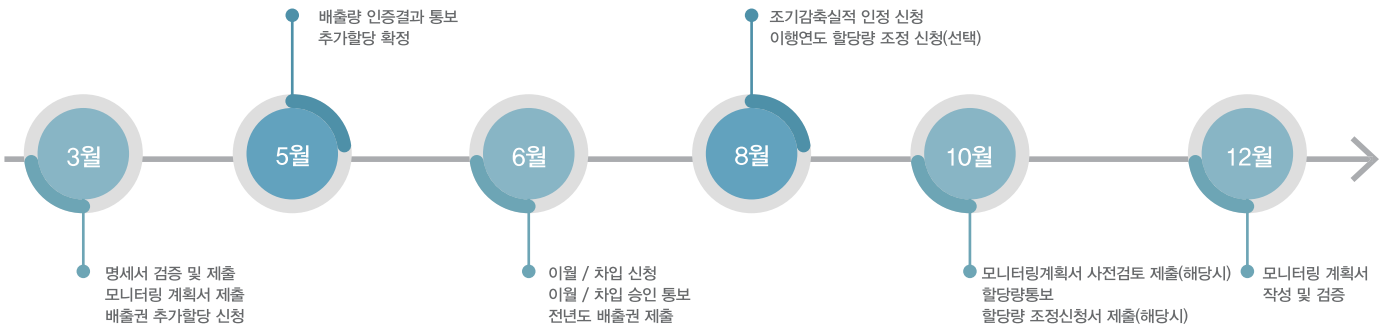 배출량 인증결과 통보
추가할당 확정
조기감축실적 인정 신청
이행연도 할당량 조정 신청(선택)
3월
5월
6월
8월
10월
12월
명세서 검증 및 제출
모니터링 계획서 제출
배출권 추가할당 신청
이월 / 차입 신청
이월 / 차입 승인 통보
전년도 배출권 제출
모니터링계획서 사전검토 제출(해당시)
할당량통보
할당량 조정신청서 제출(해당시)
모니터링 계획서
작성 및 검증